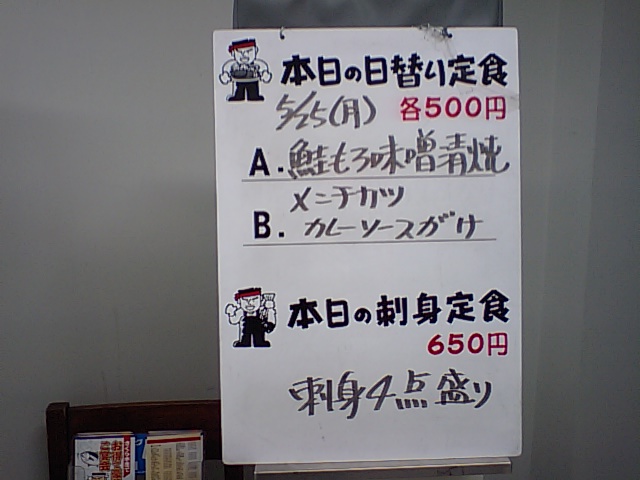 本日の日替り定食
5/25(月) 各500円
A. 鮭もろ味噌漬焼
メニチカツ
B. カレーソースがけ
本日の刺身定食
650円
刺身4点盛り